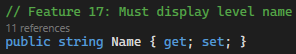 // Feature 17: Must display level name
11 references
public string Name { get; set; }